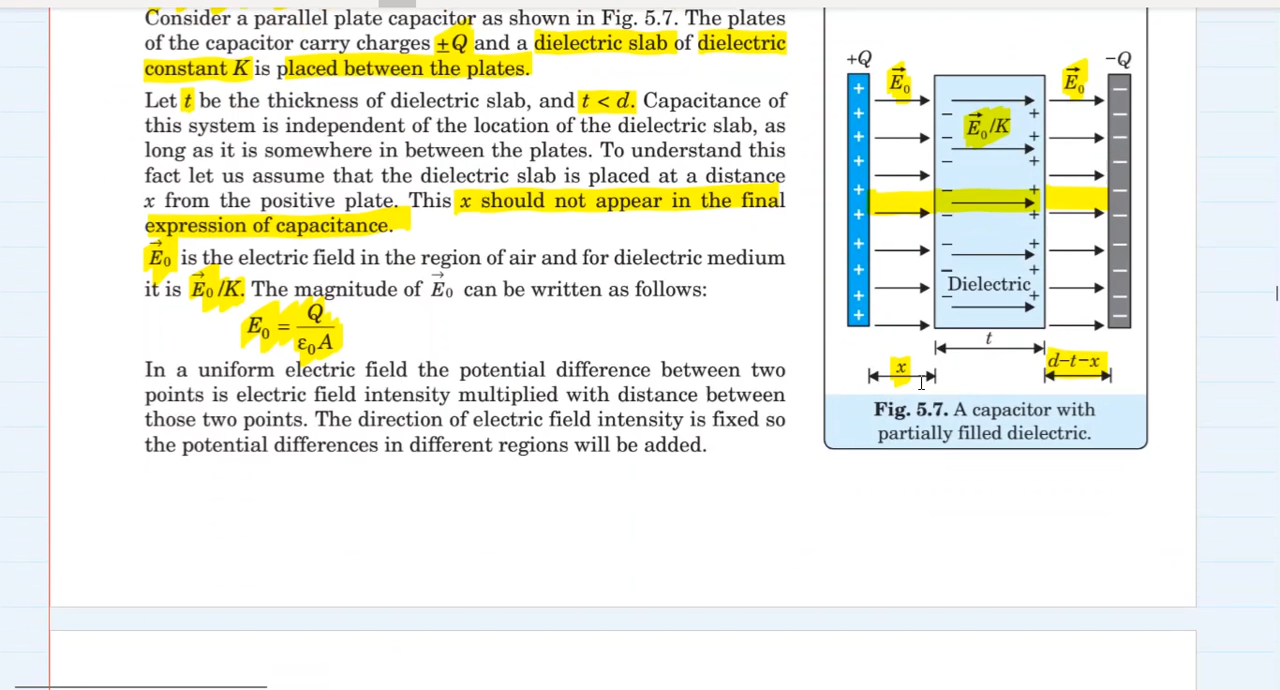 Consider a parallel plate capacitor as shown in Fig. 5.7. The plates
of the capacitor carry charges ±Q and a dielectric slab of dielectric
constant K is placed between the plates.
Let t be the thickness of dielectric slab, and t < d. Capacitance of
this system is independent of the location of the dielectric slab, as
long as it is somewhere in between the plates. To understand this
fact let us assume that the dielectric slab is placed at a distance
x from the positive plate. This x should not appear in the final
expression of capacitance.
E⃗₀ is the electric field in the region of air and for dielectric medium
it is E⃗₀/K. The magnitude of E⃗₀ can be written as follows:
E₀ = Q/ε₀A
In a uniform electric field the potential difference between two
points is electric field intensity multiplied with distance between
those two points. The direction of electric field intensity is fixed so
the potential differences in different regions will be added.
+Q −Q
E⃗₀ E⃗₀
E⃗₀/K
Dielectric
t
x d−t−x
Fig. 5.7. A capacitor with
partially filled dielectric.